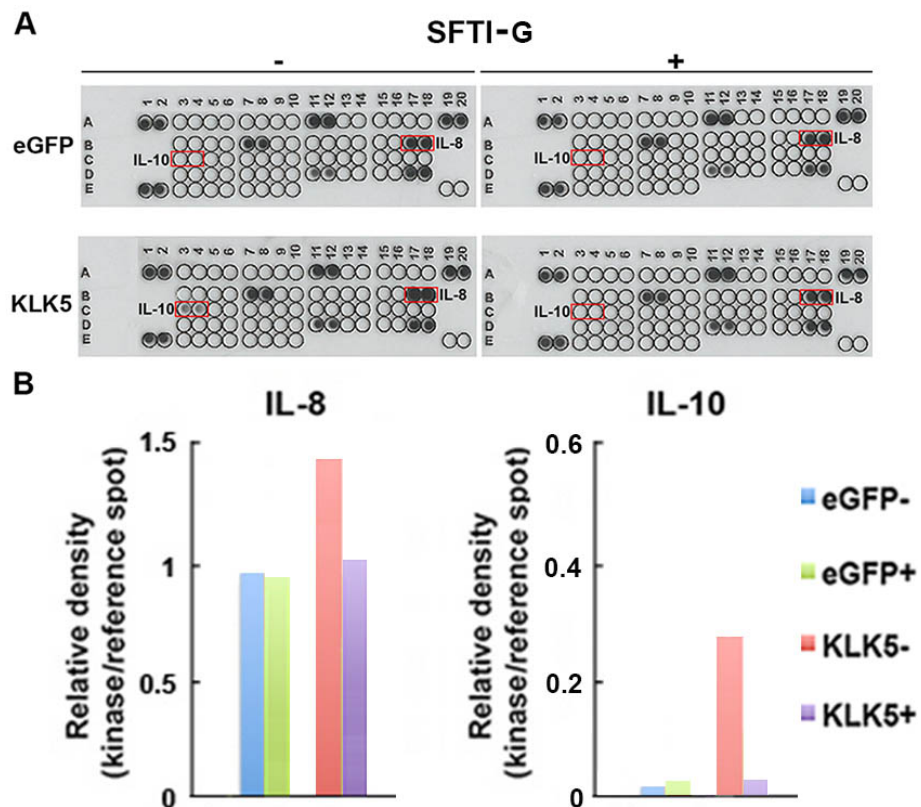 A
SFTI-G
- +
eGFP
1 2 3 4 5 6 7 8 9 10 11 12 13 14 15 16 17 18 19 20
A
B
C
D
E
IL-10
IL-8
1 2 3 4 5 6 7 8 9 10 11 12 13 14 15 16 17 18 19 20
A
B
C
D
E
IL-10
IL-8
KLK5
1 2 3 4 5 6 7 8 9 10 11 12 13 14 15 16 17 18 19 20
A
B
C
D
E
IL-10
IL-8
1 2 3 4 5 6 7 8 9 10 11 12 13 14 15 16 17 18 19 20
A
B
C
D
E
IL-10
IL-8
B
IL-8
Relative density
(kinase/reference spot)
1.5
1
0.5
0
IL-10
Relative density
(kinase/reference spot)
0.6
0.4
0.2
0
eGFP-
eGFP+
KLK5-
KLK5+